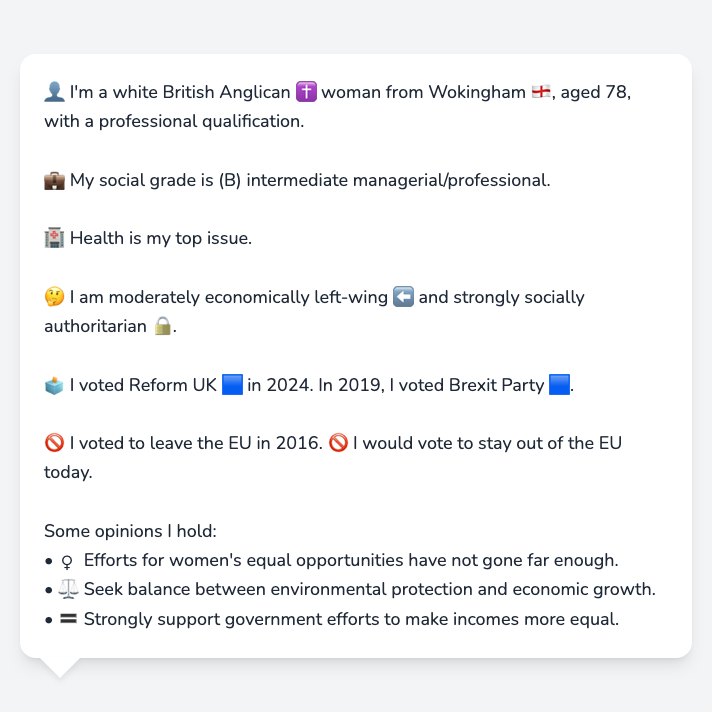 👤 I'm a white British Anglican ✝️ woman from Wokingham 🏴󠁧󠁢󠁥󠁮󠁧󠁿, aged 78,
with a professional qualification.
💼 My social grade is (B) intermediate managerial/professional.
🏥 Health is my top issue.
🤔 I am moderately economically left-wing ⬅️ and strongly socially
authoritarian 🔒.
🗳️ I voted Reform UK 🟦 in 2024. In 2019, I voted Brexit Party 🟦.
🚫 I voted to leave the EU in 2016. 🚫 I would vote to stay out of the EU
today.
Some opinions I hold:
• ♀ Efforts for women's equal opportunities have not gone far enough.
• ⚖️ Seek balance between environmental protection and economic growth.
• 🟰 Strongly support government efforts to make incomes more equal.